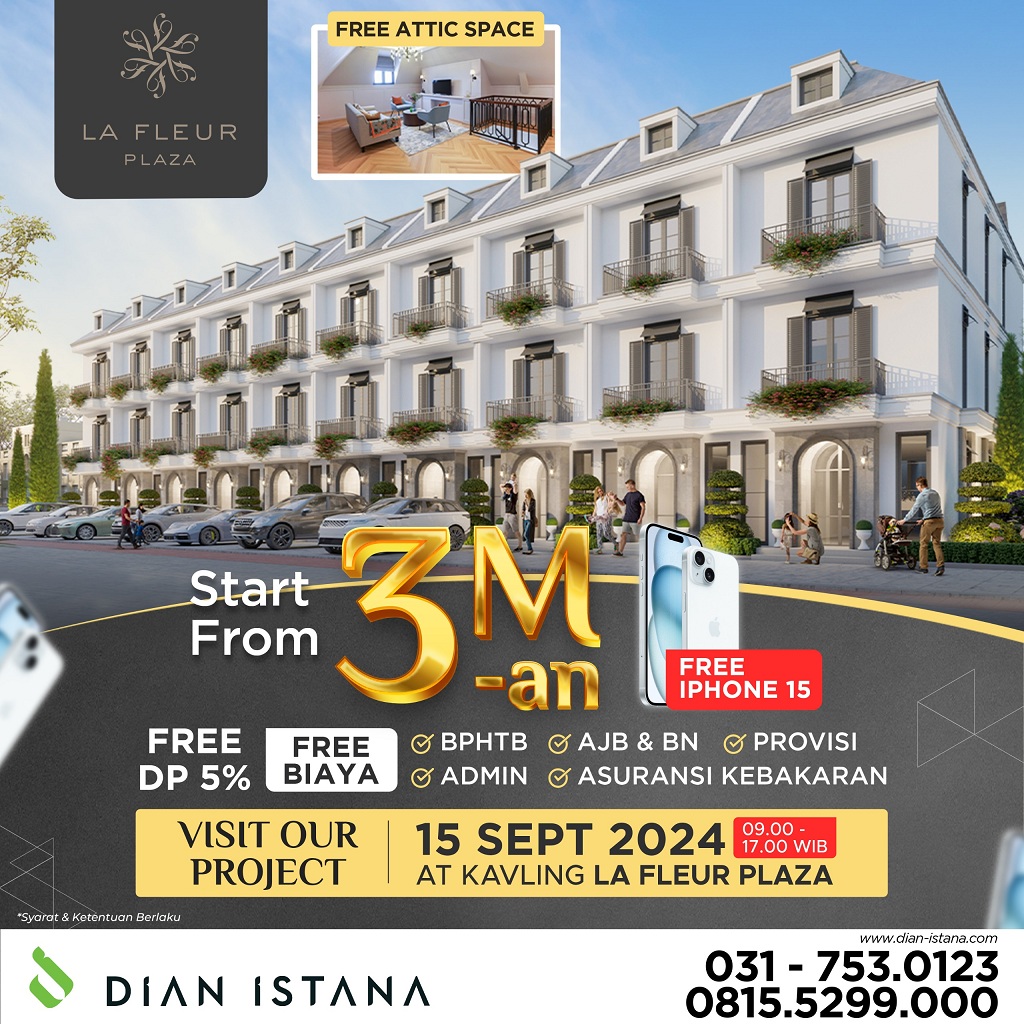 LA FLEUR
PLAZA
FREE ATTIC SPACE
Start
From
3M
-an
FREE
IPHONE 15
FREE
DP 5%
FREE
BIAYA
BPHTB
AJB & BN
PROVISI
ADMIN
ASURANSI KEBAKARAN
VISIT OUR
PROJECT
15 SEPT 2024
09.00 -
17.00 WIB
AT KAVLING LA FLEUR PLAZA
*Syarat & Ketentuan Berlaku
DIAN ISTANA
www.dian-istana.com
031 - 753.0123
0815.5299.000